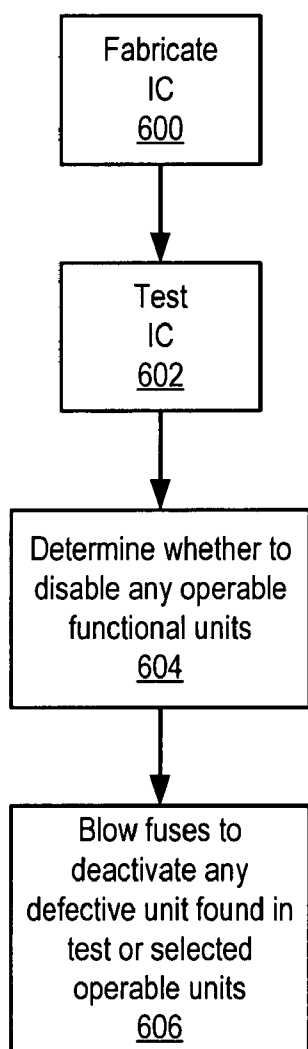 Fabricate
IC
600
Test
IC
602
Determine whether to
disable any operable
functional units
604
Blow fuses to
deactivate any
defective unit found in
test or selected
operable units
606